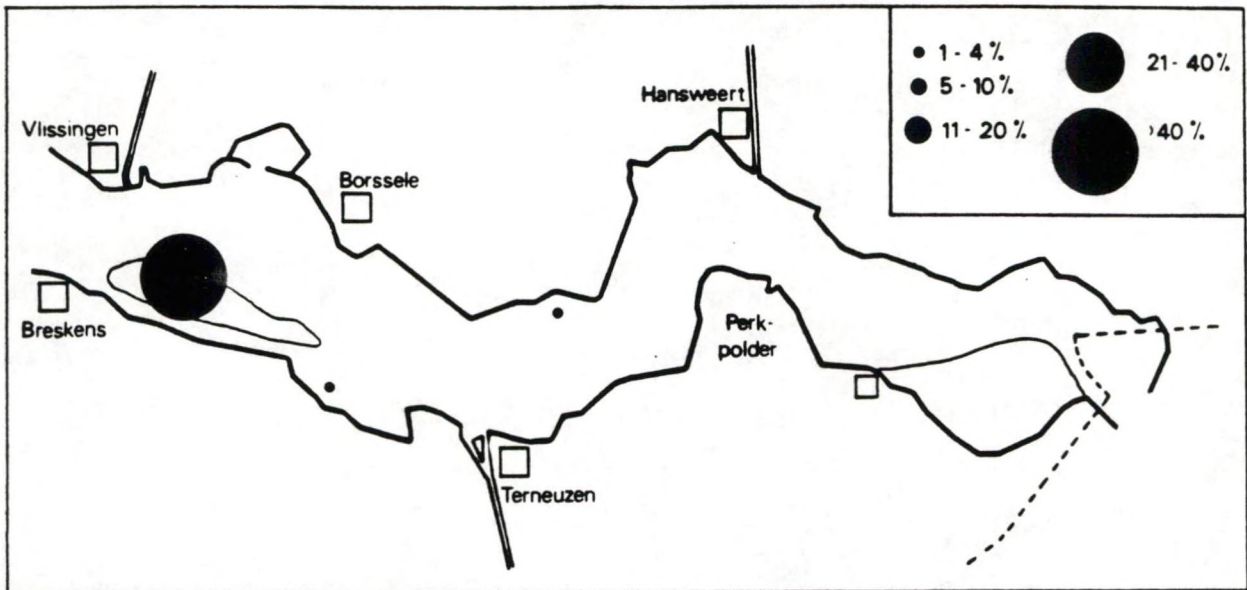 Vlissingen
Breskens
Borssele
Terneuzen
Hansweert
Perk-
polder
1 - 4 %
5 - 10 %
11 - 20 %
21 - 40 %
›40 %